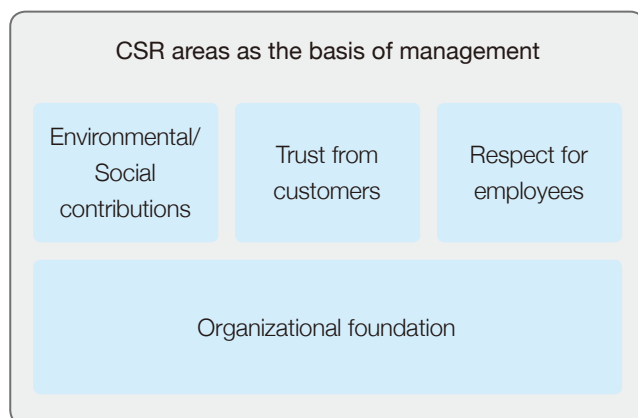 CSR areas as the basis of management
Environmental/
Social
contributions
Trust from
customers
Respect for
employees
Organizational foundation